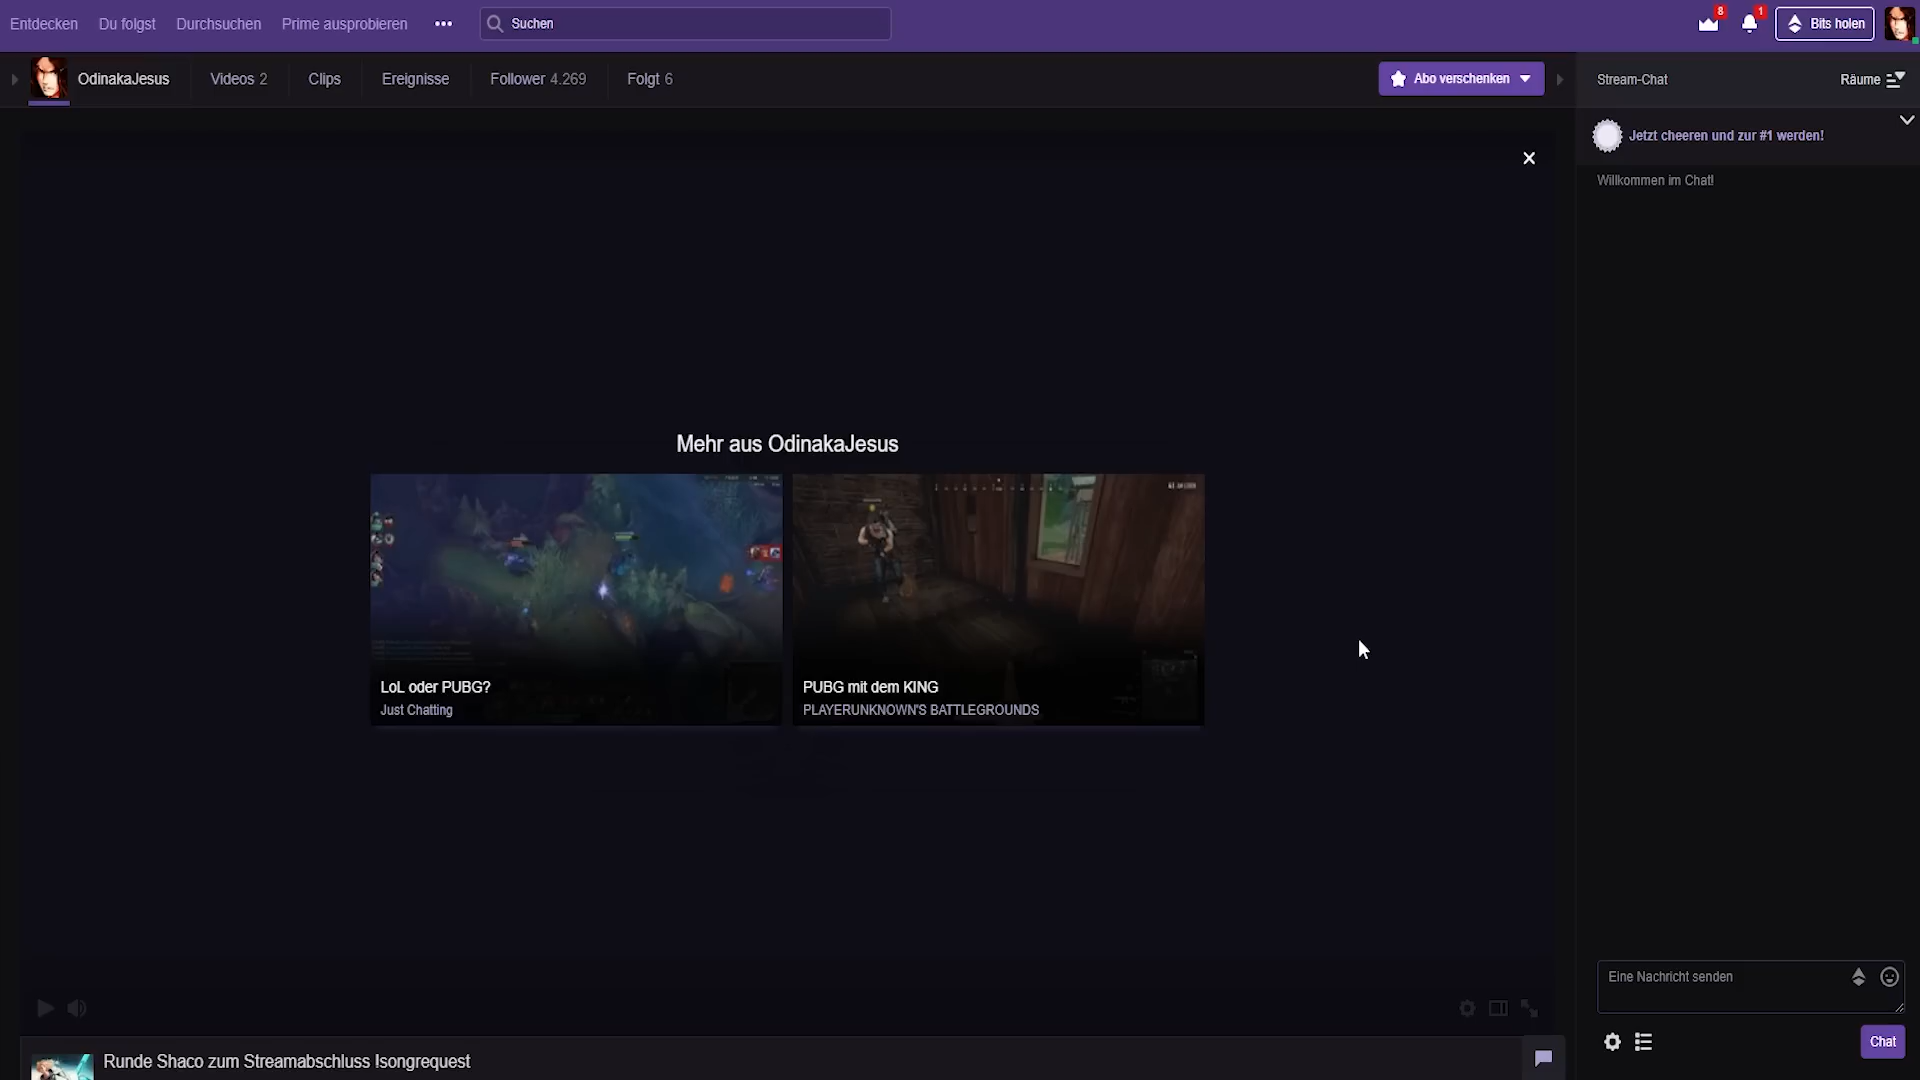 Entdecken Du folgst Durchsuchen Prime ausprobieren ••• Suchen 8 1 Bits holen
OdinakaJesus Videos 2 Clips Ereignisse Follower 4.269 Folgt 6 Abo verschenken Stream-Chat Räume
Jetzt cheeren und zur #1 werden!
Willkommen im Chat!
Mehr aus OdinakaJesus
LoL oder PUBG?
Just Chatting
PUBG mit dem KING
PLAYERUNKNOWN'S BATTLEGROUNDS
Eine Nachricht senden
Chat
Runde Shaco zum Streamabschluss !songrequest